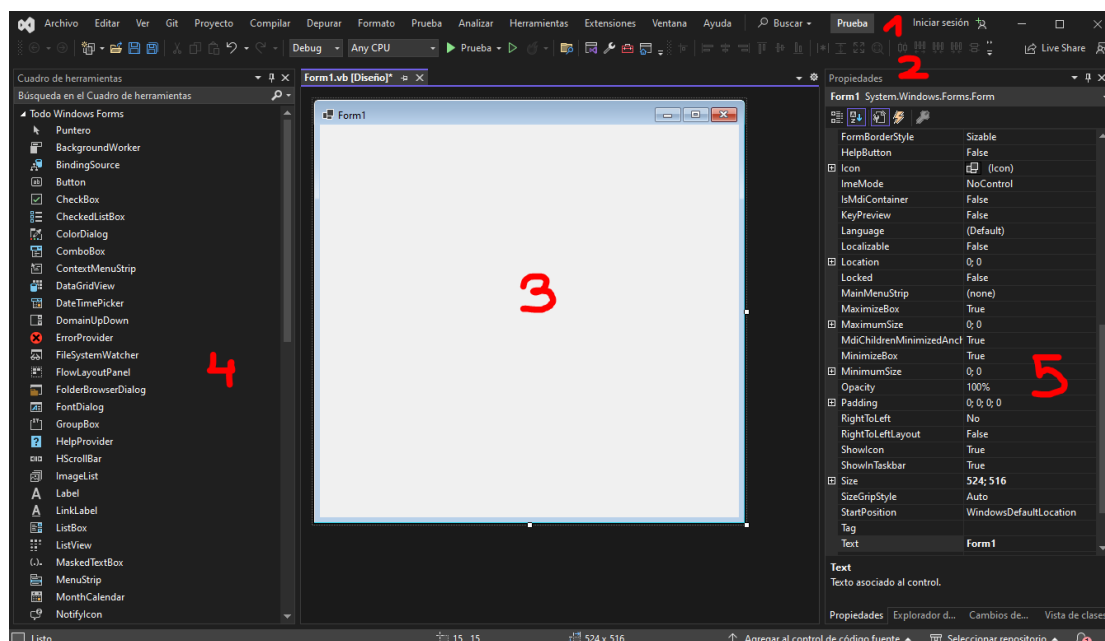 Archivo Editar Ver Git Proyecto Compilar Depurar Formato Prueba Analizar Herramientas Extensiones Ventana Ayuda Buscar Prueba 1 Iniciar sesión
Debug Any CPU Prueba Live Share
2
Cuadro de herramientas
Búsqueda en el Cuadro de herramientas
Todo Windows Forms
Puntero
BackgroundWorker
BindingSource
Button
CheckBox
CheckedListBox
ColorDialog
ComboBox
ContextMenuStrip
DataGridView
DateTimePicker
DomainUpDown
ErrorProvider
FileSystemWatcher
FlowLayoutPanel
FolderBrowserDialog
FontDialog
GroupBox
HelpProvider
HScrollBar
ImageList
Label
LinkLabel
ListBox
ListView
MaskedTextBox
MenuStrip
MonthCalendar
NotifyIcon
4
Form1.vb [Diseño]*
Form1
3
Propiedades
Form1 System.Windows.Forms.Form
FormBorderStyle Sizable
HelpButton False
Icon (Icon)
ImeMode NoControl
IsMdiContainer False
KeyPreview False
Language (Default)
Localizable False
Location 0; 0
Locked False
MainMenuStrip (none)
MaximizeBox True
MaximumSize 0; 0
MdiChildrenMinimizedAnch True
MinimizeBox True
MinimumSize 0; 0
Opacity 100%
Padding 0; 0; 0; 0
RightToLeft No
RightToLeftLayout False
ShowIcon True
ShowInTaskbar True
Size 524; 516
SizeGripStyle Auto
StartPosition WindowsDefaultLocation
Tag
Text Form1
5
Text
Texto asociado al control.
Propiedades Explorador d... Cambios de... Vista de clases
Listo 15, 15 524 x 516 Agregar al control de código fuente Seleccionar repositorio